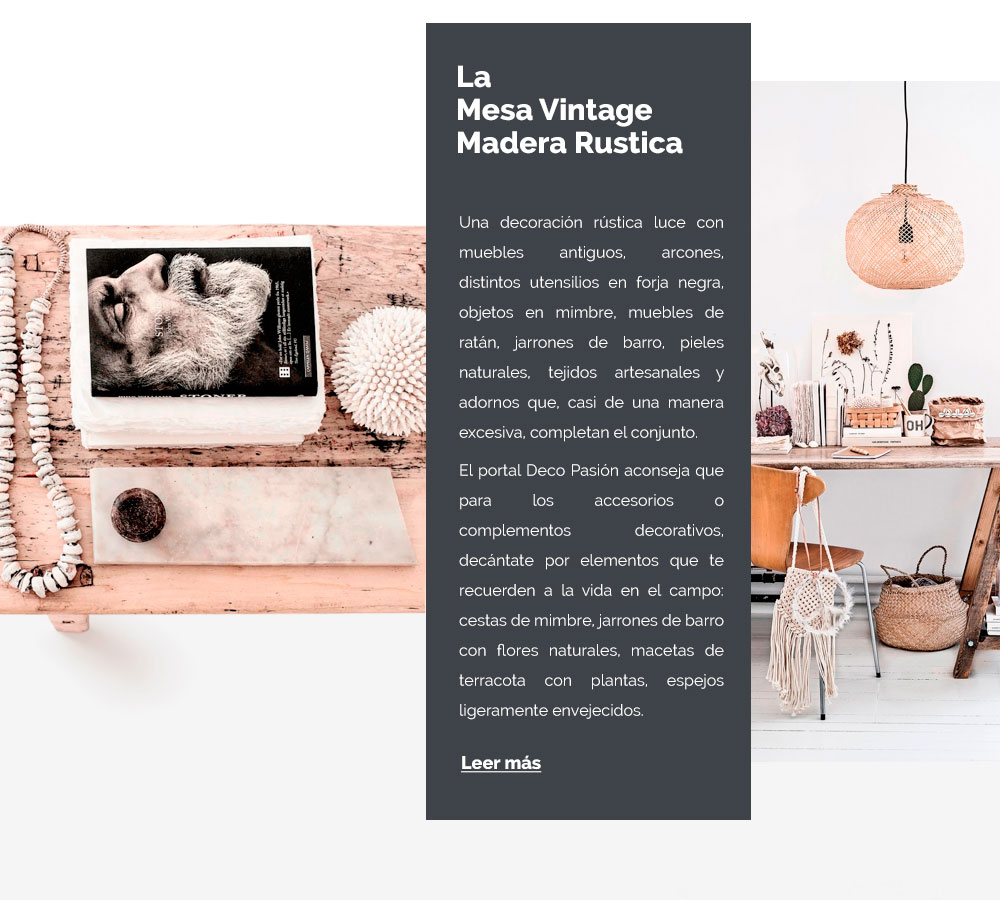 La
Mesa Vintage
Madera Rustica
Una decoración rústica luce con
muebles antiguos, arcones,
distintos utensilios en forja negra,
objetos en mimbre, muebles de
ratán, jarrones de barro, pieles
naturales, tejidos artesanales y
adornos que, casi de una manera
excesiva, completan el conjunto.
El portal Deco Pasión aconseja que
para los accesorios o
complementos decorativos,
decántate por elementos que te
recuerden a la vida en el campo:
cestas de mimbre, jarrones de barro
con flores naturales, macetas de
terracota con plantas, espejos
ligeramente envejecidos.
Leer más
STONER
OH